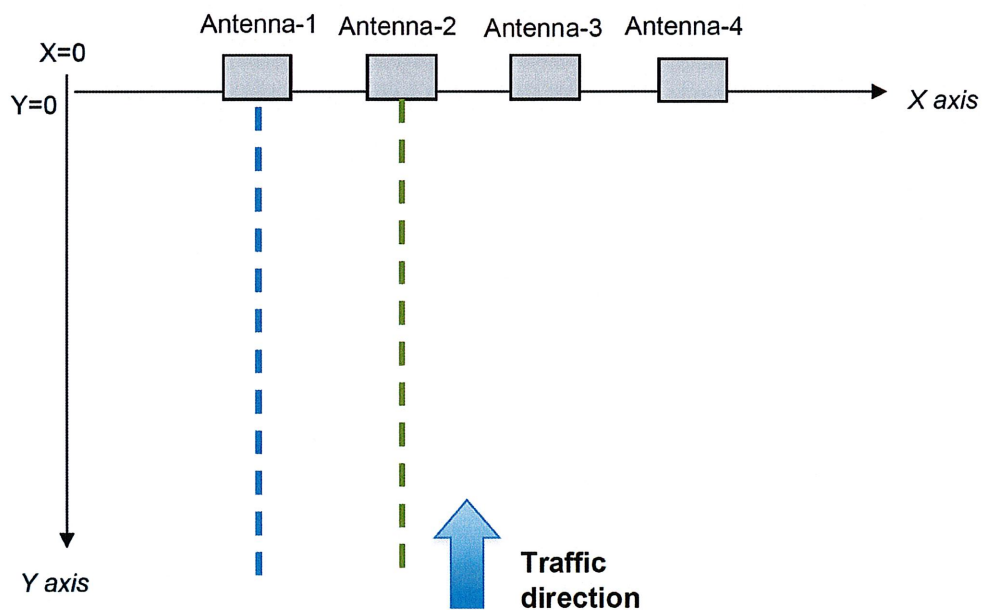 Antenna-1 Antenna-2 Antenna-3 Antenna-4
X=0
Y=0
X axis
Y axis
Traffic
direction